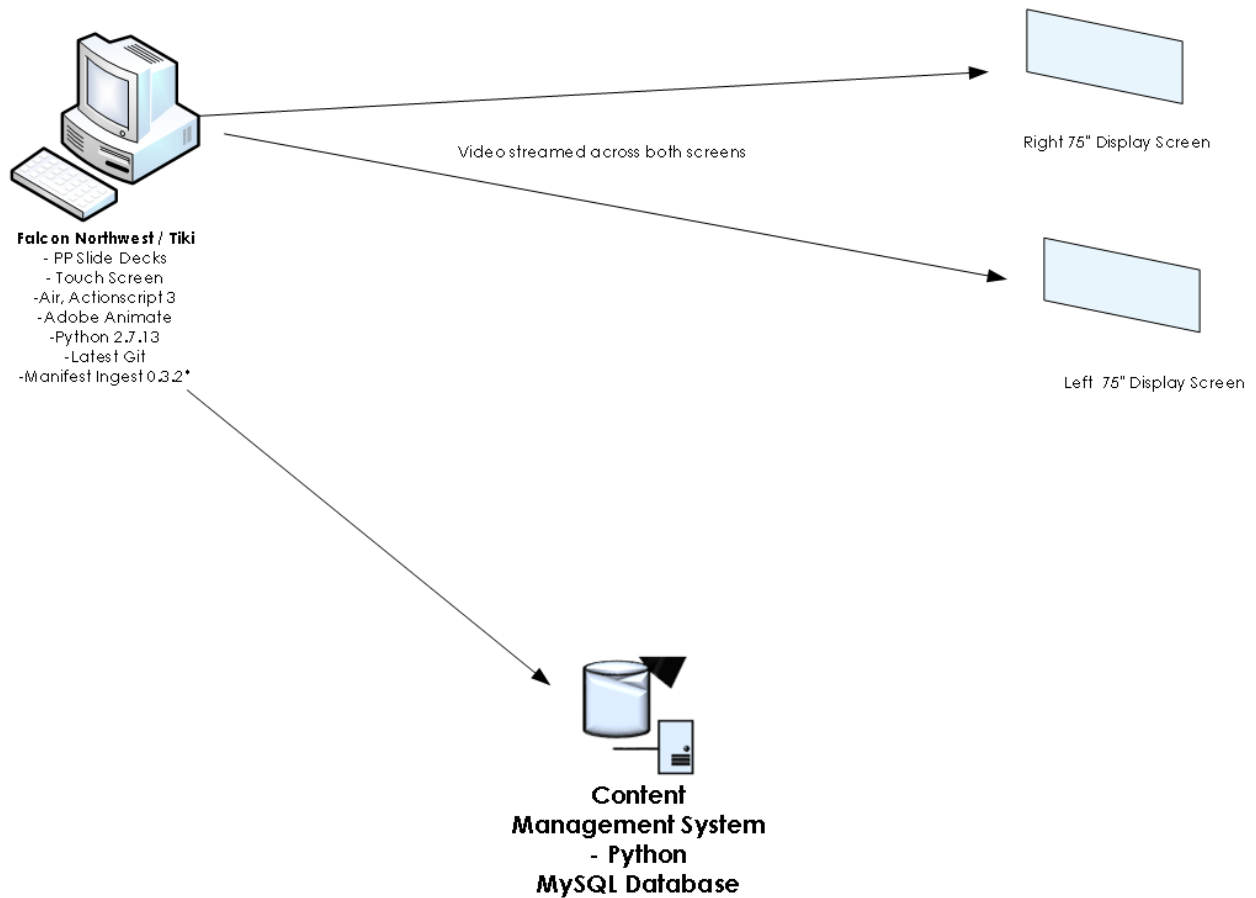 Right 75" Display Screen
Video streamed across both screens
Falcon Northwest / Tiki
- PP Slide Decks
- Touch Screen
-Air, Actionscript 3
-Adobe Animate
-Python 2.7.13
-Latest Git
-Manifest Ingest 0.3.2*
Left 75" Display Screen
Content
Management System
- Python
MySQL Database